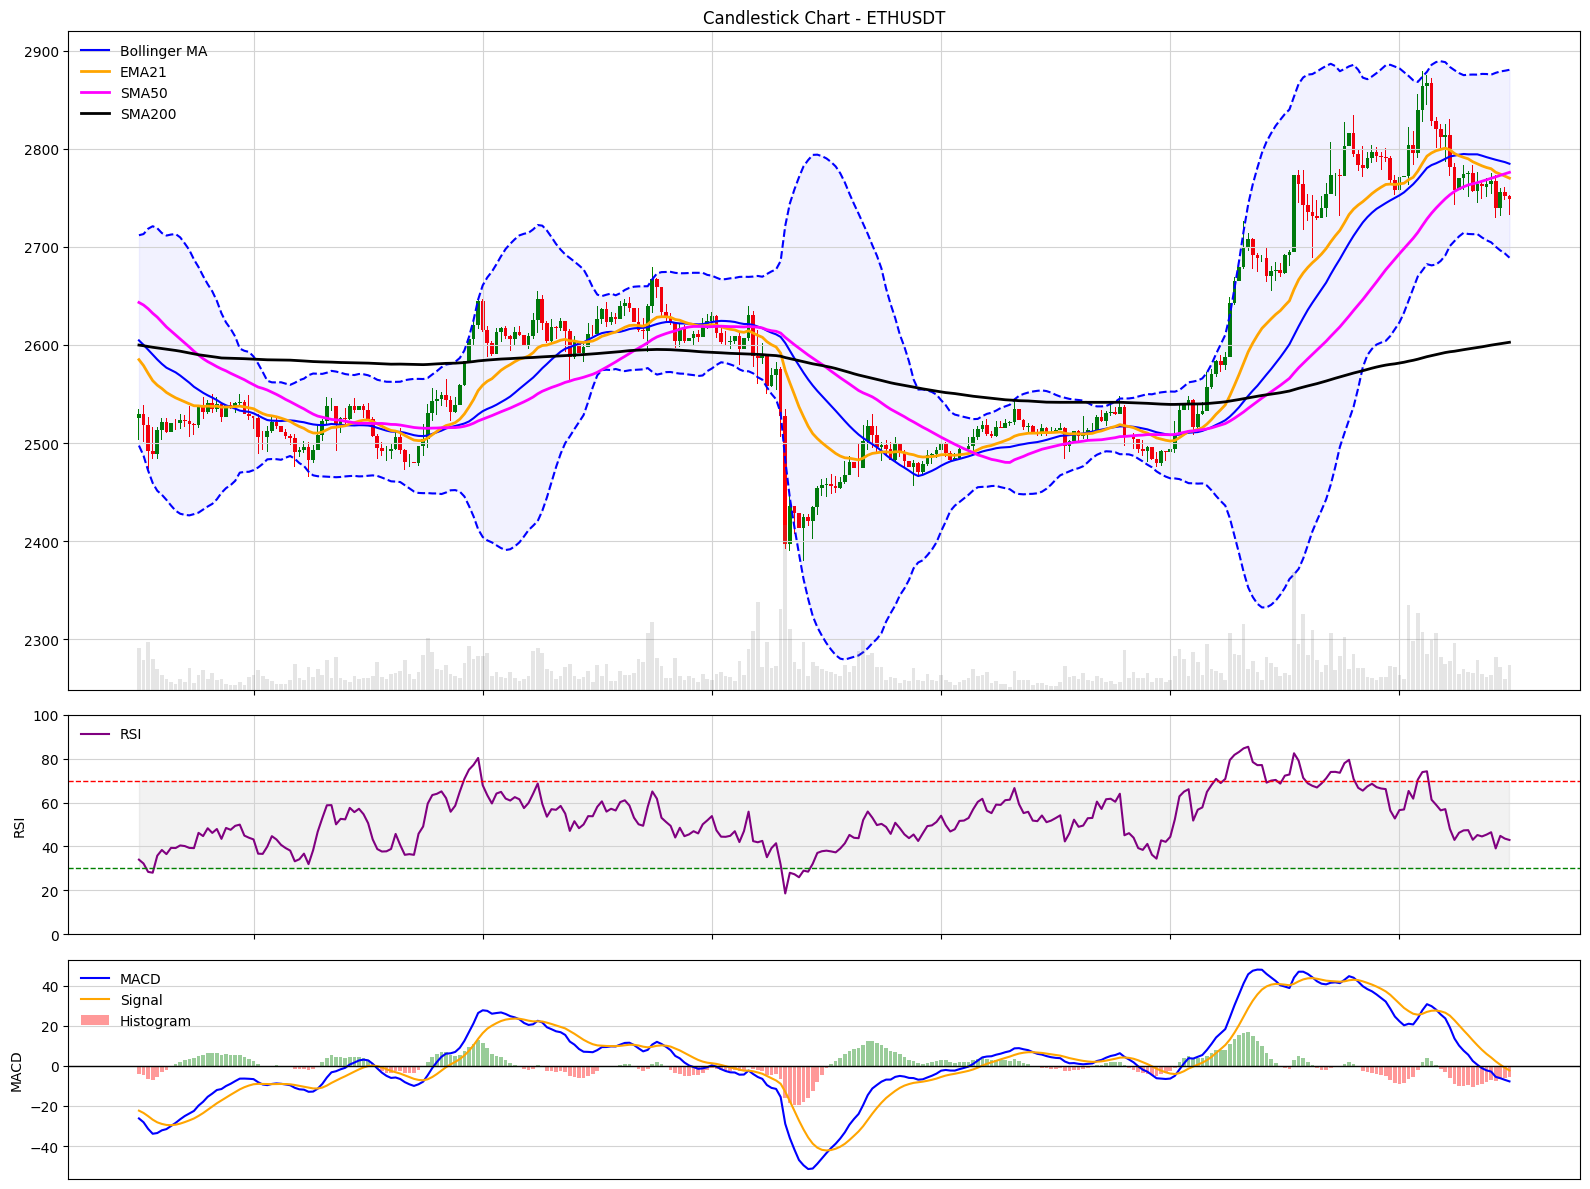 Candlestick Chart - ETHUSDT
2900
2800
2700
2600
2500
2400
2300
Bollinger MA
EMA21
SMA50
SMA200
100
80
60
40
20
0
RSI
RSI
40
20
0
−20
−40
MACD
MACD
Signal
Histogram